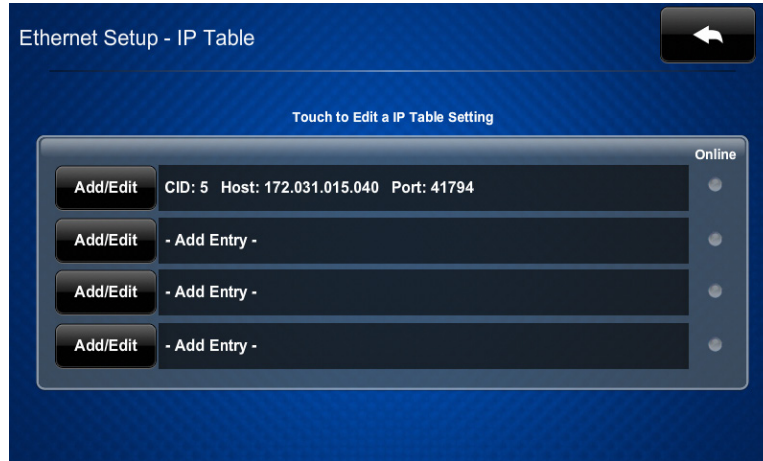 Ethernet Setup - IP Table
Touch to Edit a IP Table Setting
Online
Add/Edit CID: 5 Host: 172.031.015.040 Port: 41794
Add/Edit - Add Entry -
Add/Edit - Add Entry -
Add/Edit - Add Entry -